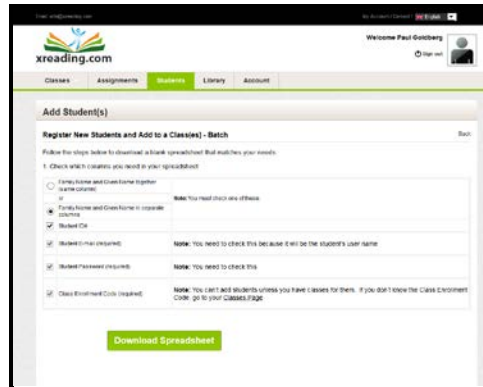 Email: info@xreading.com
My Account | Contact | English
xreading.com
Welcome Paul Goldberg
Sign out
Classes Assignments Students Library Account
Add Student(s)
Register New Students and Add to a Class(es) - Batch Back
Follow the steps below to download a blank spreadsheet that matches your needs.
1. Check which columns you need in your spreadsheet
Family Name and Given Name together
(same column)
or Note: You must check one of these.
Family Name and Given Name in separate
columns
Student ID#
Student E-mail (required) Note: You need to check this because it will be the student's user name
Student Password (required) Note: You need to check this
Class Enrollment Code (required) Note: You can't add students unless you have classes for them. If you don't know the Class Enrolment
Code, go to your Classes Page
Download Spreadsheet